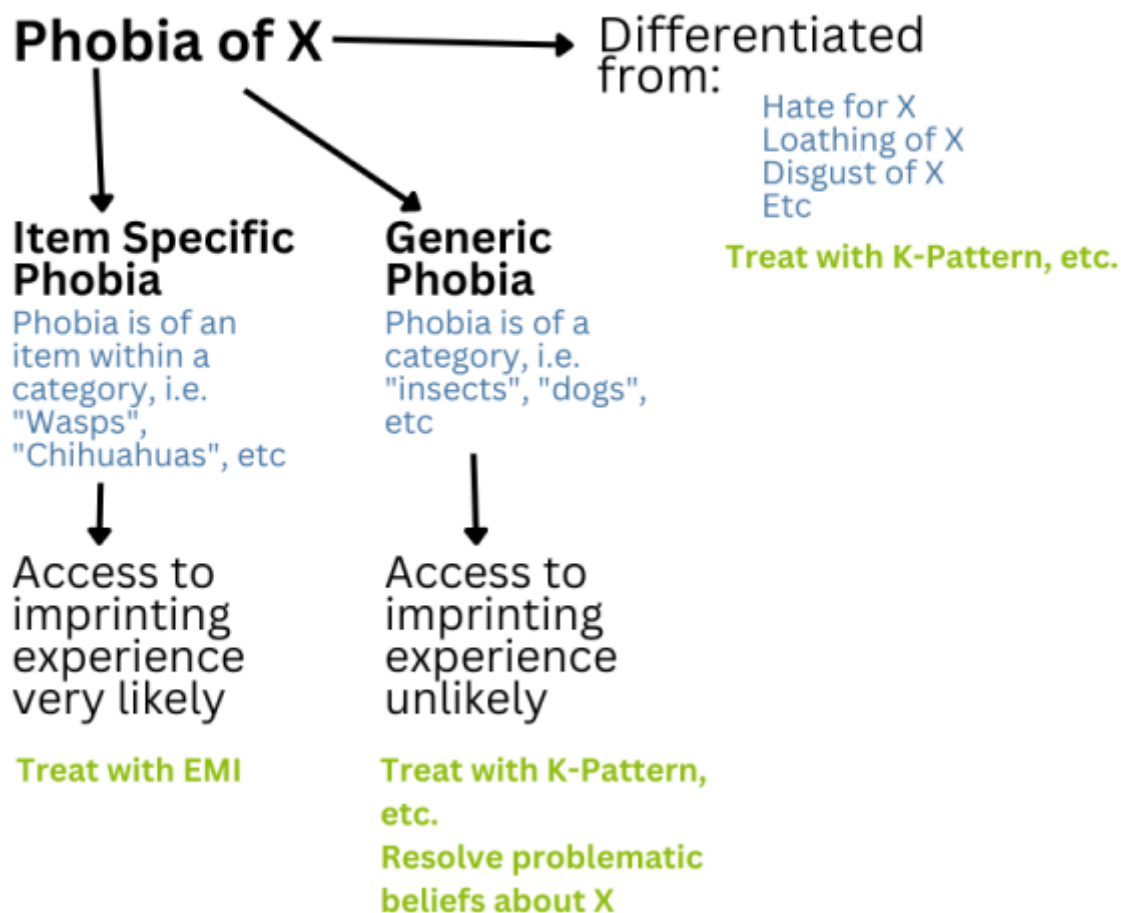 Phobia of X
Differentiated
from:
Hate for X
Loathing of X
Disgust of X
Etc
Treat with K-Pattern, etc.
Item Specific
Phobia
Phobia is of an
item within a
category, i.e.
"Wasps",
"Chihuahuas", etc
Access to
imprinting
experience
very likely
Treat with EMI
Generic
Phobia
Phobia is of a
category, i.e.
"insects", "dogs",
etc
Access to
imprinting
experience
unlikely
Treat with K-Pattern,
etc.
Resolve problematic
beliefs about X